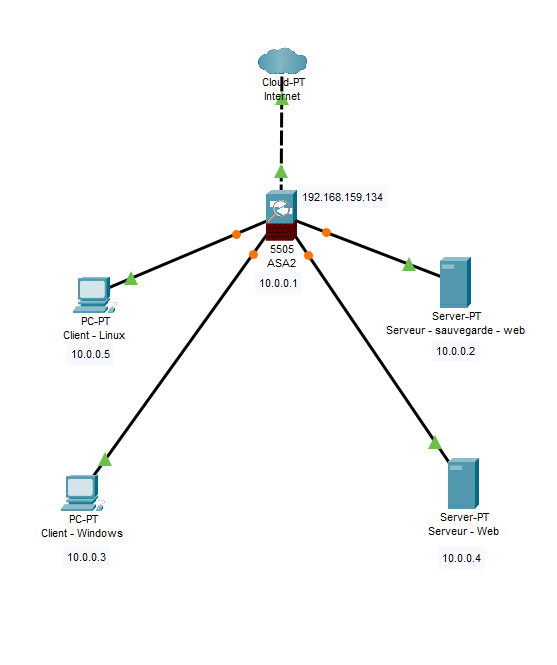 Cloud-PT
Internet
192.168.159.134
5505
ASA2
10.0.0.1
PC-PT
Client - Linux
10.0.0.5
Server-PT
Serveur - sauvegarde - web
10.0.0.2
PC-PT
Client - Windows
10.0.0.3
Server-PT
Serveur - Web
10.0.0.4